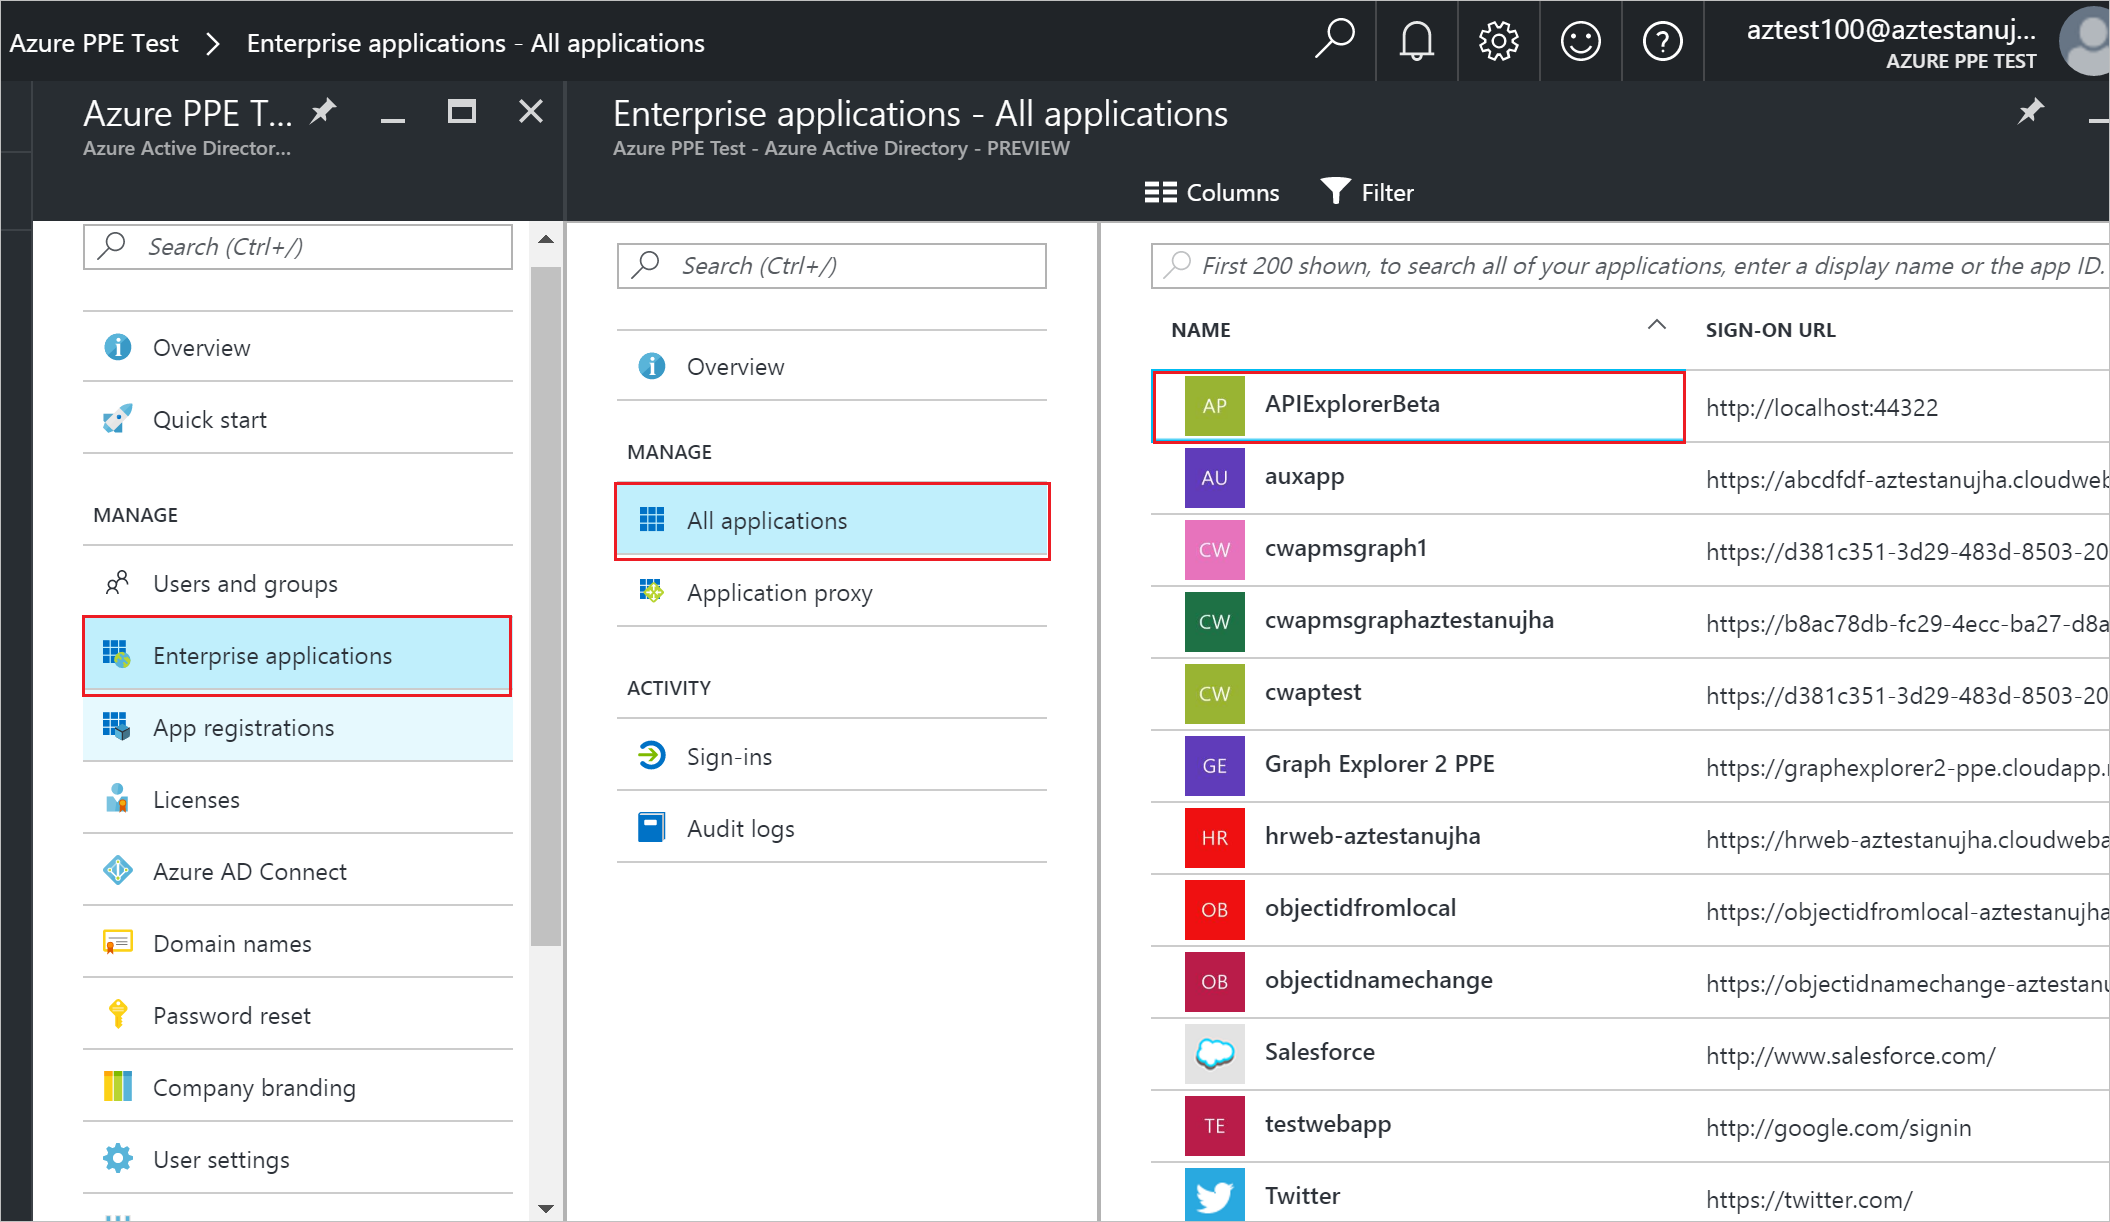 Azure PPE Test > Enterprise applications - All applications
aztest100@aztestanuj...
AZURE PPE TEST
Azure PPE T...
Azure Active Director...
Search (Ctrl+/)
Overview
Quick start
MANAGE
Users and groups
Enterprise applications
App registrations
Licenses
Azure AD Connect
Domain names
Password reset
Company branding
User settings
Enterprise applications - All applications
Azure PPE Test - Azure Active Directory - PREVIEW
Columns Filter
Search (Ctrl+/)
Overview
MANAGE
All applications
Application proxy
ACTIVITY
Sign-ins
Audit logs
First 200 shown, to search all of your applications, enter a display name or the app ID.
NAME SIGN-ON URL
AP APIExplorerBeta http://localhost:44322
AU auxapp https://abcdfdf-aztestanujha.cloudweb
CW cwapmsgraph1 https://d381c351-3d29-483d-8503-20
CW cwapmsgraphaztestanujha https://b8ac78db-fc29-4ecc-ba27-d8a
CW cwaptest https://d381c351-3d29-483d-8503-20
GE Graph Explorer 2 PPE https://graphexplorer2-ppe.cloudapp.
HR hrweb-aztestanujha https://hrweb-aztestanujha.cloudweba
OB objectidfromlocal https://objectidfromlocal-aztestanujha
OB objectidnamechange https://objectidnamechange-aztestanu
Salesforce http://www.salesforce.com/
TE testwebapp http://google.com/signin
Twitter https://twitter.com/